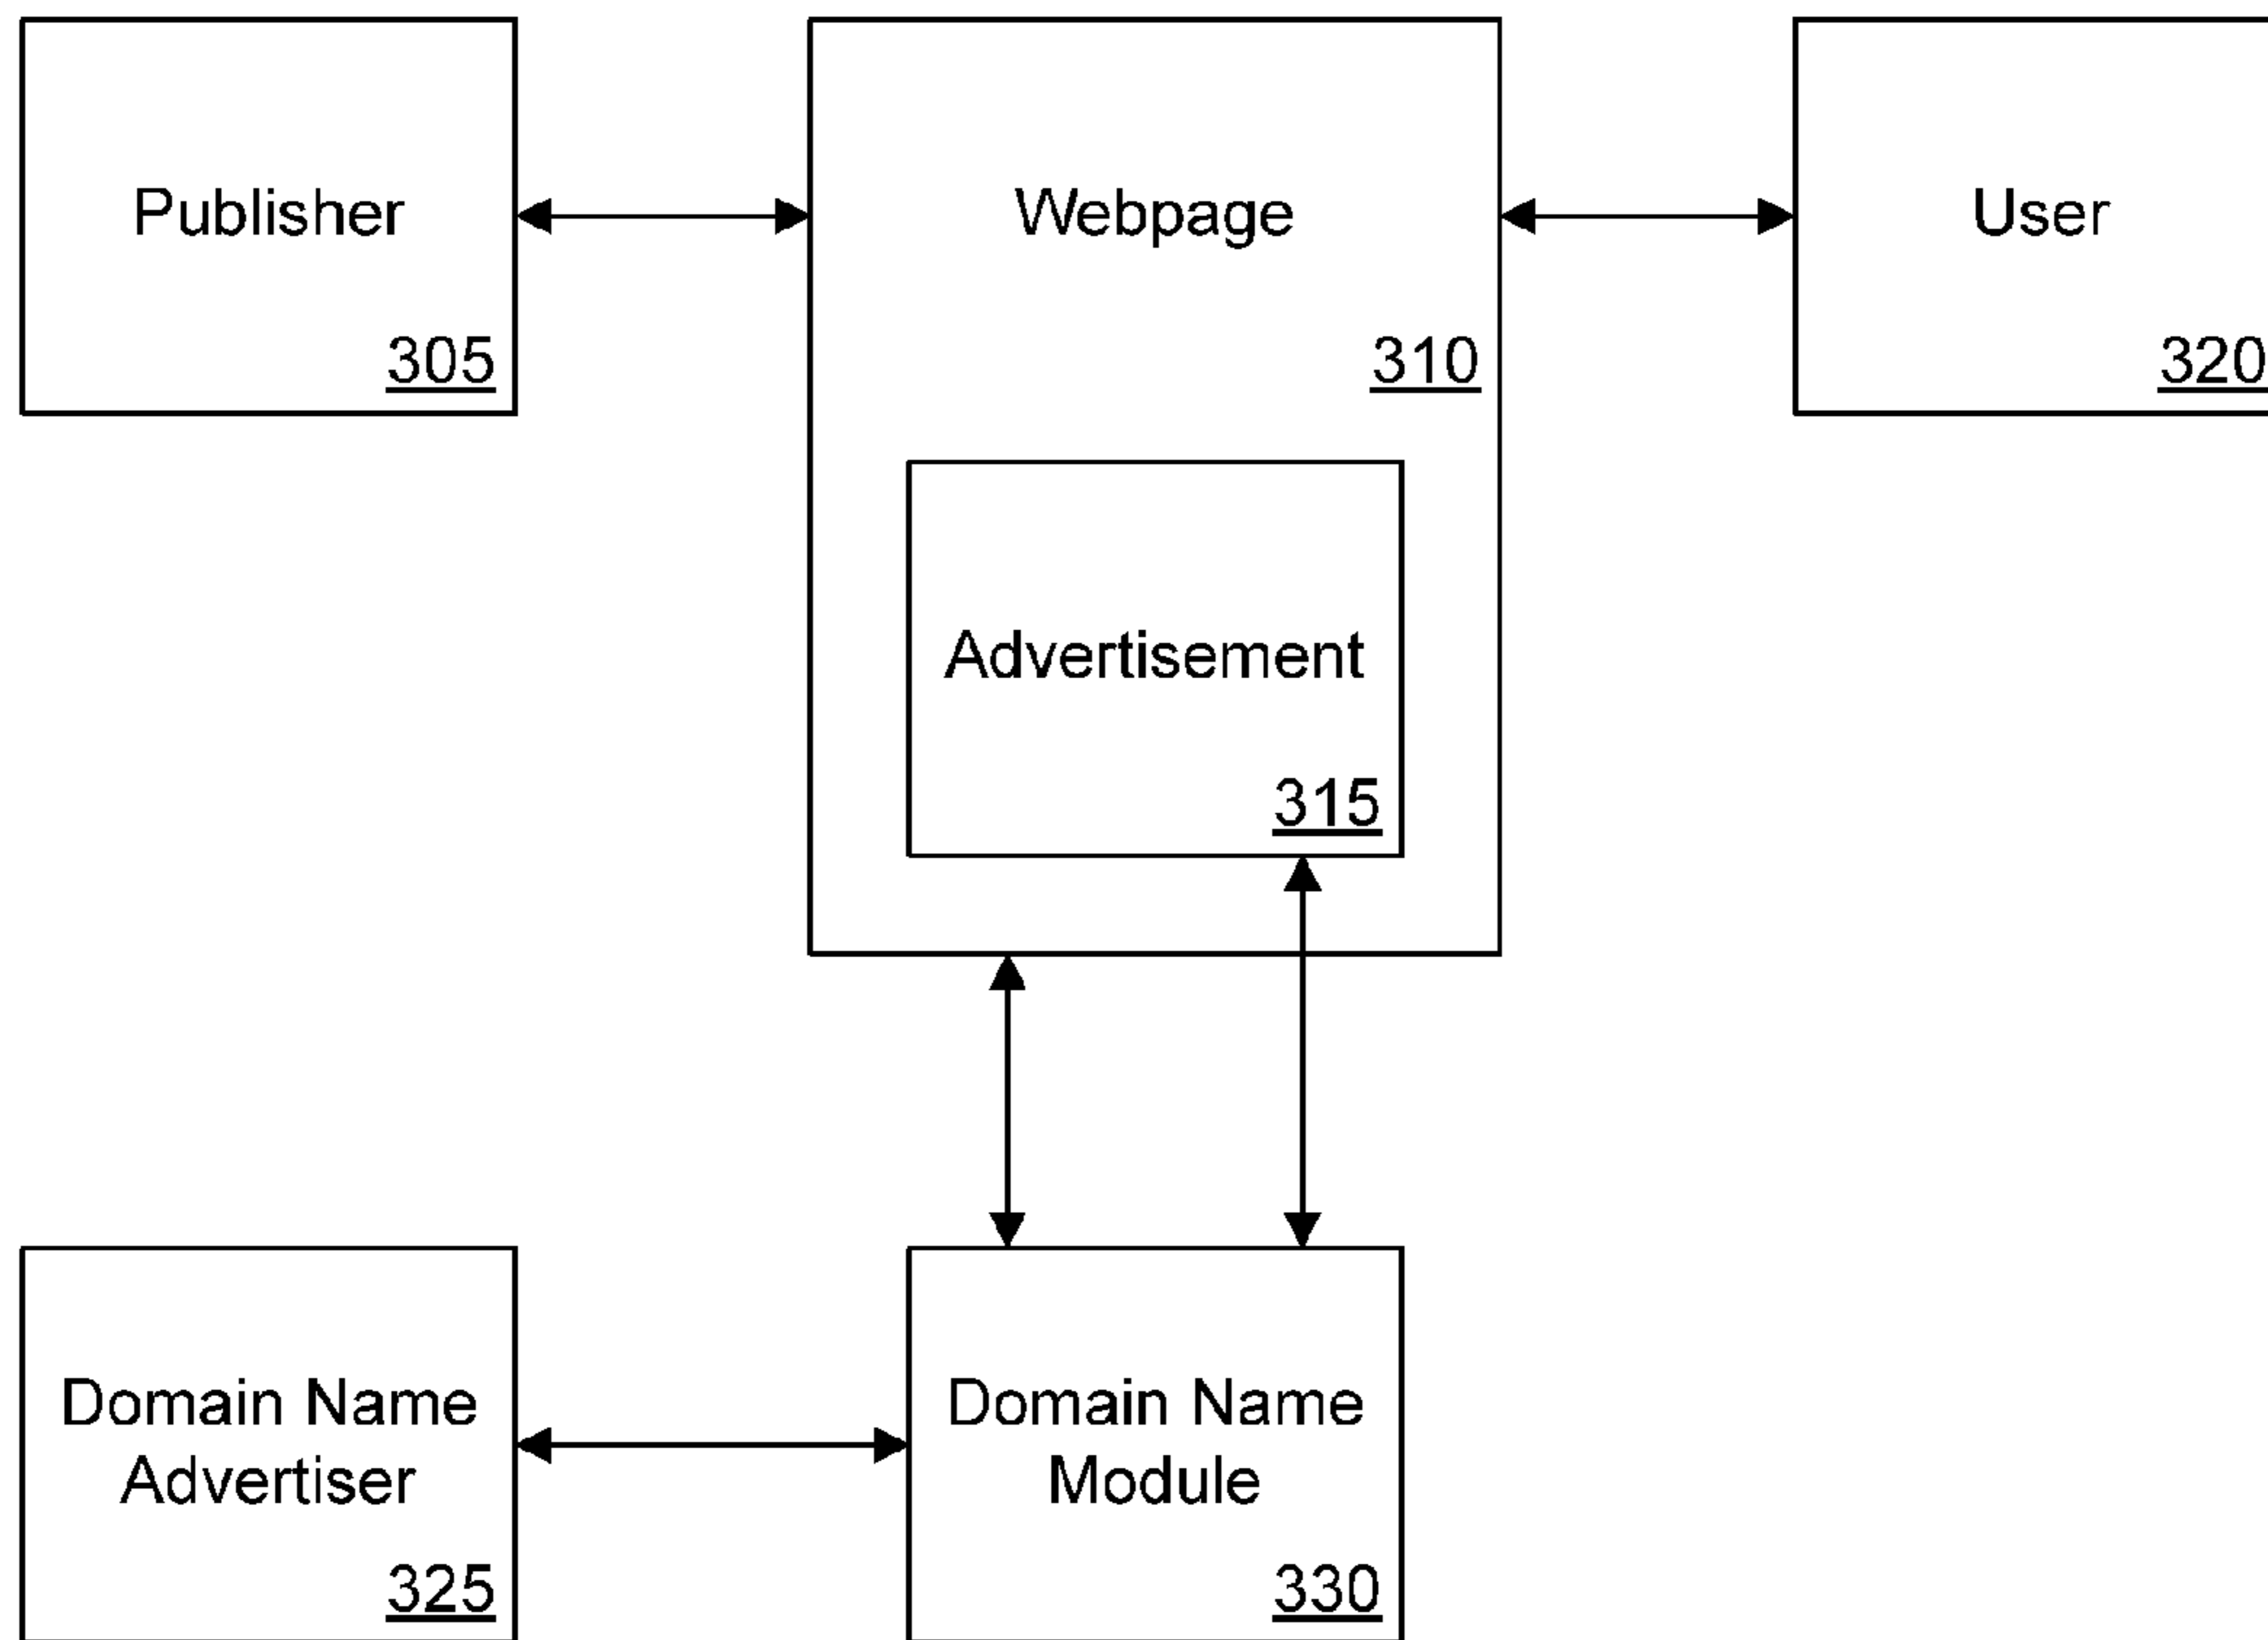 Publisher
305
Webpage
310
User
320
Advertisement
315
Domain Name
Advertiser
325
Domain Name
Module
330